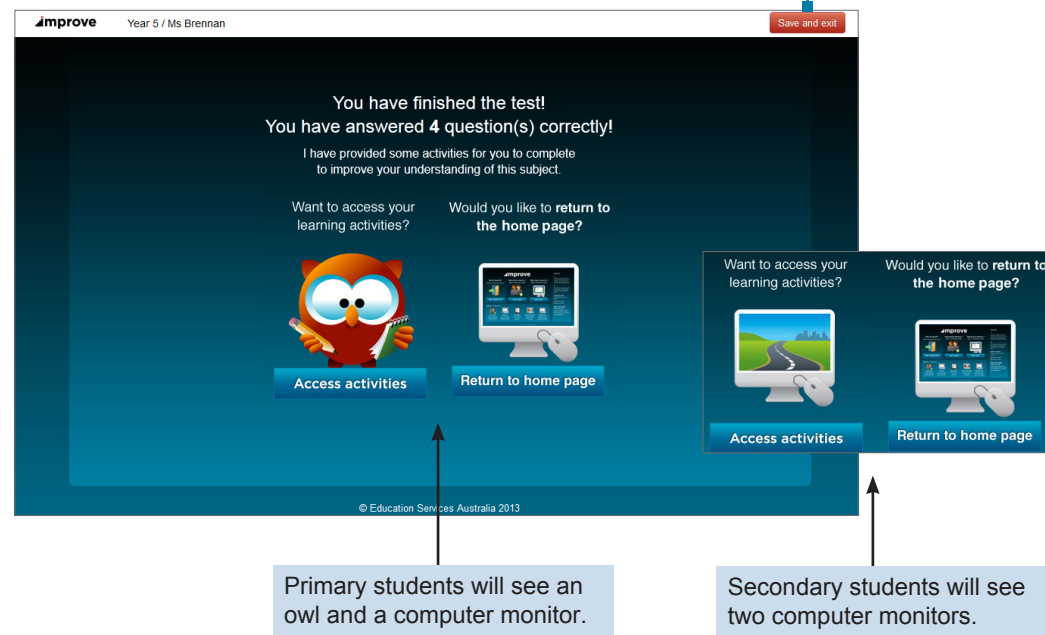 improve Year 5 / Ms Brennan Save and exit
You have finished the test!
You have answered 4 question(s) correctly!
I have provided some activities for you to complete
to improve your understanding of this subject.
Want to access your
learning activities?
Would you like to return to
the home page?
improve
Access activities
Return to home page
Want to access your
learning activities?
Would you like to return to
the home page?
improve
Access activities
Return to home page
© Education Services Australia 2013
Primary students will see an
owl and a computer monitor.
Secondary students will see
two computer monitors.